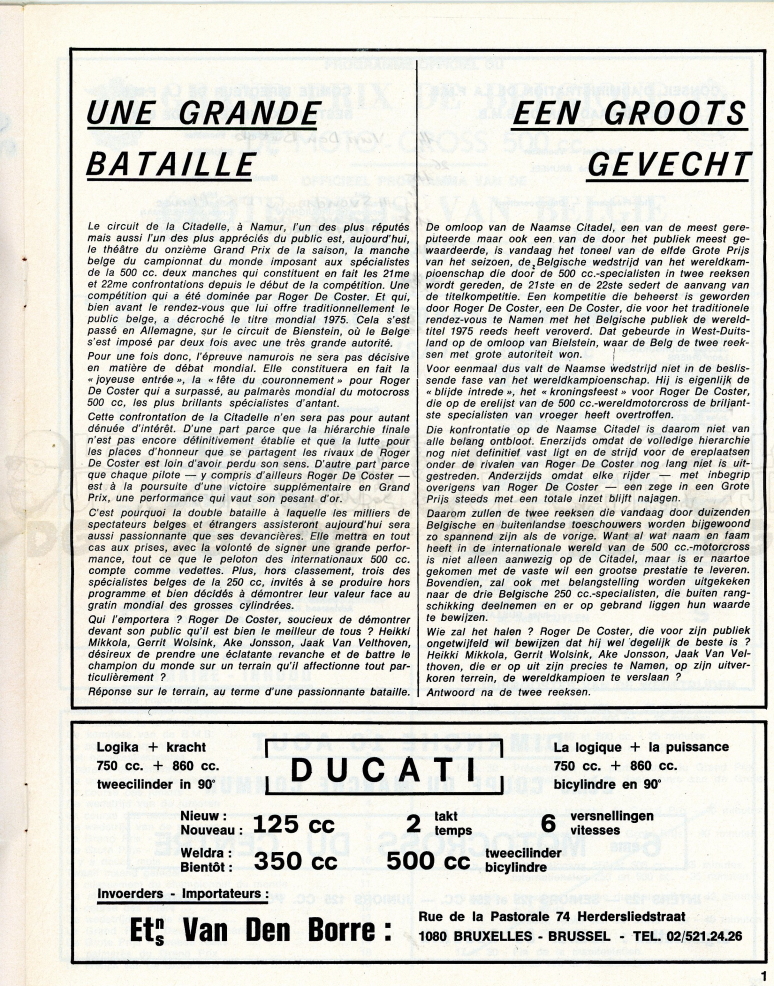 UNE GRANDE
BATAILLE
Le circuit de la Citadelle, à Namur, l'un des plus réputés
mais aussi l'un des plus appréciés du public est, aujourd'hui,
le théâtre du onzième Grand Prix de la saison, la manche
belge du campionnat du monde imposant aux spécialistes
de la 500 cc. deux manches qui constituent en fait les 21me
et 22me confrontations depuis le début de la compétition. Une
compétition qui a été dominée par Roger De Coster. Et qui,
bien avant le rendez-vous que lui offre traditionnellement le
public belge, a décroché le titre mondial 1975. Cela s'est
passé en Allemagne, sur le circuit de Bienstein, où le Belge
s'est imposé par deux fois avec une très grande autorité.
Pour une fois donc, l'épreuve namurois ne sera pas décisive
en matière de débat mondial. Elle constituera en fait la
« joyeuse entrée », la « fête du couronnement » pour Roger
De Coster qui a surpassé, au palmarès mondial du motocross
500 cc, les plus brillants spécialistes d'antant.
Cette confrontation de la Citadelle n'en sera pas pour autant
dénuée d'intérêt. D'une part parce que la hiérarchie finale
n'est pas encore définitivement établie et que la lutte pour
les places d'honneur que se partagent les rivaux de Roger
De Coster est loin d'avoir perdu son sens. D'autre part parce
que chaque pilote — y compris d'ailleurs Roger De Coster —
est à la poursuite d'une victoire supplémentaire en Grand
Prix, une performance qui vaut son pesant d'or.
C'est pourquoi la double bataille à laquelle les milliers de
spectateurs belges et étrangers assisteront aujourd'hui sera
aussi passionnante que ses devancières. Elle mettra en tout
cas aux prises, avec la volonté de signer une grande perfor-
mance, tout ce que le peloton des internationaux 500 cc.
compte comme vedettes. Plus, hors classement, trois des
spécialistes belges de la 250 cc, invités à se produire hors
programme et bien décidés à démontrer leur valeur face au
gratin mondial des grosses cylindrées.
Qui l'emportera ? Roger De Coster, soucieux de démontrer
devant son public qu'il est bien le meilleur de tous ? Heikki
Mikkola, Gerrit Wolsink, Ake Jonsson, Jaak Van Velthoven,
désireux de prendre une éclatante revanche et de battre le
champion du monde sur un terrain qu'il affectionne tout par-
ticulièrement ?
Réponse sur le terrain, au terme d'une passionnante bataille.
EEN GROOTS
GEVECHT
De omloop van de Naamse Citadel, een van de meest gere-
puteerde maar ook een van de door het publiek meest ge-
waardeerde, is vandaag het toneel van de elfde Grote Prijs
van het seizoen, de Belgische wedstrijd van het wereldkam-
pioenschap die door de 500 cc.-specialisten in twee reeksen
wordt gereden, de 21ste en de 22ste sedert de aanvang van
de titelkompetitie. Een kompetitie die beheerst is geworden
door Roger De Coster, een De Coster, die voor het traditionele
rendez-vous te Namen met het Belgische publiek de wereld-
titel 1975 reeds heeft veroverd. Dat gebeurde in West-Duits-
land op de omloop van Bielstein, waar de Belg de twee reek-
sen met grote autoriteit won.
Voor eenmaal dus valt de Naamse wedstrijd niet in de beslis-
sende fase van het wereldkampioenschap. Hij is eigenlijk de
« blijde intrede », het « kroningsfeest » voor Roger De Coster,
die op de erelijst van de 500 cc.-wereldmotorcross de briljant-
ste specialisten van vroeger heeft overtroffen.
Die konfrontatie op de Naamse Citadel is daarom niet van
alle belang ontbloot. Enerzijds omdat de volledige hierarchie
nog niet definitief vast ligt en de strijd voor de ereplaatsen
onder de rivalen van Roger De Coster nog lang niet is uit-
gestreden. Anderzijds omdat elke rijder — met inbegrip
overigens van Roger De Coster — een zege in een Grote
Prijs steeds met een totale inzet blijft najagen.
Daarom zullen de twee reeksen die vandaag door duizenden
Belgische en buitenlandse toeschouwers worden bijgewoond
zo spannend zijn als de vorige. Want al wat naam en faam
heeft in de internationale wereld van de 500 cc.-motorcross
is niet alleen aanwezig op de Citadel, maar is er naartoe
gekomen met de vaste wil een grootse prestatie te leveren.
Bovendien, zal ook met belangstelling worden uitgekeken
naar de drie Belgische 250 cc.-specialisten, die buiten rang-
schikking deelnemen en er op gebrand liggen hun waarde
te bewijzen.
Wie zal het halen ? Roger De Coster, die voor zijn publiek
ongetwijfeld wil bewijzen dat hij wel degelijk de beste is ?
Heikki Mikkola, Gerrit Wolsink, Ake Jonsson, Jaak Van Vel-
thoven, die er op uit zijn precies te Namen, op zijn uitver-
koren terrein, de wereldkampioen te verslaan ?
Antwoord na de twee reeksen.
Logika + kracht
750 cc. + 860 cc.
tweecilinder in 90°
DUCATI
La logique + la puissance
750 cc. + 860 cc.
bicylindre en 90°
Nieuw :
Nouveau :
125 cc
2
takt
temps
6
versnellingen
vitesses
Weldra :
Bientôt :
350 cc
500 cc
tweecilinder
bicylindre
Invoerders - Importateurs :
Etn s Van Den Borre :
Rue de la Pastorale 74 Herdersliedstraat
1080 BRUXELLES - BRUSSEL - TEL. 02/521.24.26
1